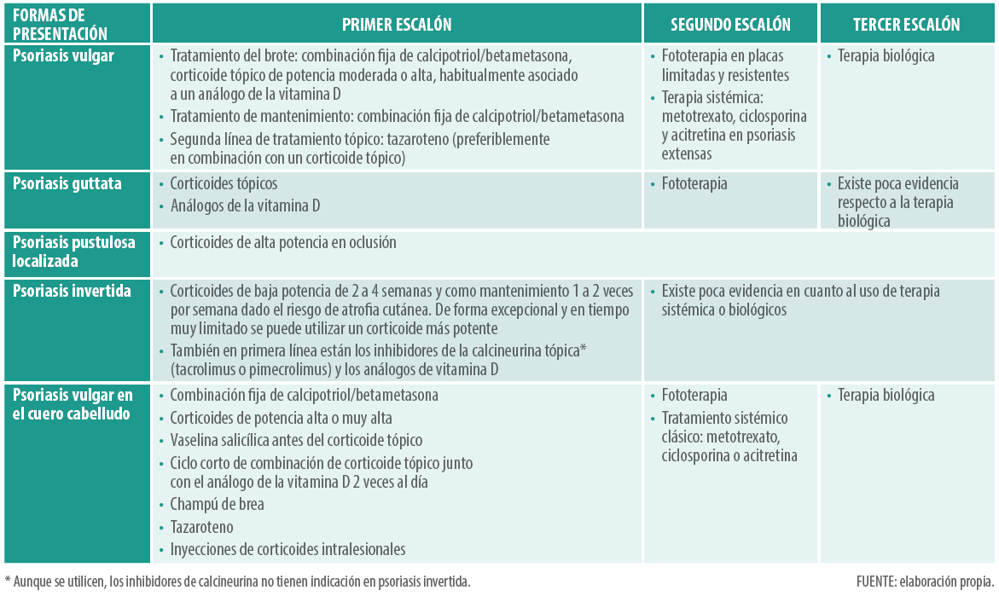 FORMAS DE
PRESENTACIÓN
PRIMER ESCALÓN
SEGUNDO ESCALÓN
TERCER ESCALÓN
Psoriasis vulgar
• Tratamiento del brote: combinación fija de calcipotriol/betametasona,
corticoide tópico de potencia moderada o alta, habitualmente asociado
a un análogo de la vitamina D
• Tratamiento de mantenimiento: combinación fija de calcipotriol/betametasona
• Segunda línea de tratamiento tópico: tazaroteno (preferiblemente
en combinación con un corticoide tópico)
• Fototerapia en placas
limitadas y resistentes
• Terapia sistémica:
metotrexato, ciclosporina
y acitretina en psoriasis
extensas
• Terapia biológica
Psoriasis guttata
• Corticoides tópicos
• Análogos de la vitamina D
• Fototerapia
• Existe poca evidencia
respecto a la terapia
biológica
Psoriasis pustulosa
localizada
• Corticoides de alta potencia en oclusión
Psoriasis invertida
• Corticoides de baja potencia de 2 a 4 semanas y como mantenimiento 1 a 2 veces
por semana dado el riesgo de atrofia cutánea. De forma excepcional y en tiempo
muy limitado se puede utilizar un corticoide más potente
• También en primera línea están los inhibidores de la calcineurina tópica*
(tacrolimus o pimecrolimus) y los análogos de vitamina D
• Existe poca evidencia en cuanto al uso de terapia
sistémica o biológicos
Psoriasis vulgar en
el cuero cabelludo
• Combinación fija de calcipotriol/betametasona
• Corticoides de potencia alta o muy alta
• Vaselina salicílica antes del corticoide tópico
• Ciclo corto de combinación de corticoide tópico junto
con el análogo de la vitamina D 2 veces al día
• Champú de brea
• Tazaroteno
• Inyecciones de corticoides intralesionales
• Fototerapia
• Tratamiento sistémico
clásico: metotrexato,
ciclosporina o acitretina
• Terapia biológica
* Aunque se utilicen, los inhibidores de calcineurina no tienen indicación en psoriasis invertida.
FUENTE: elaboración propia.